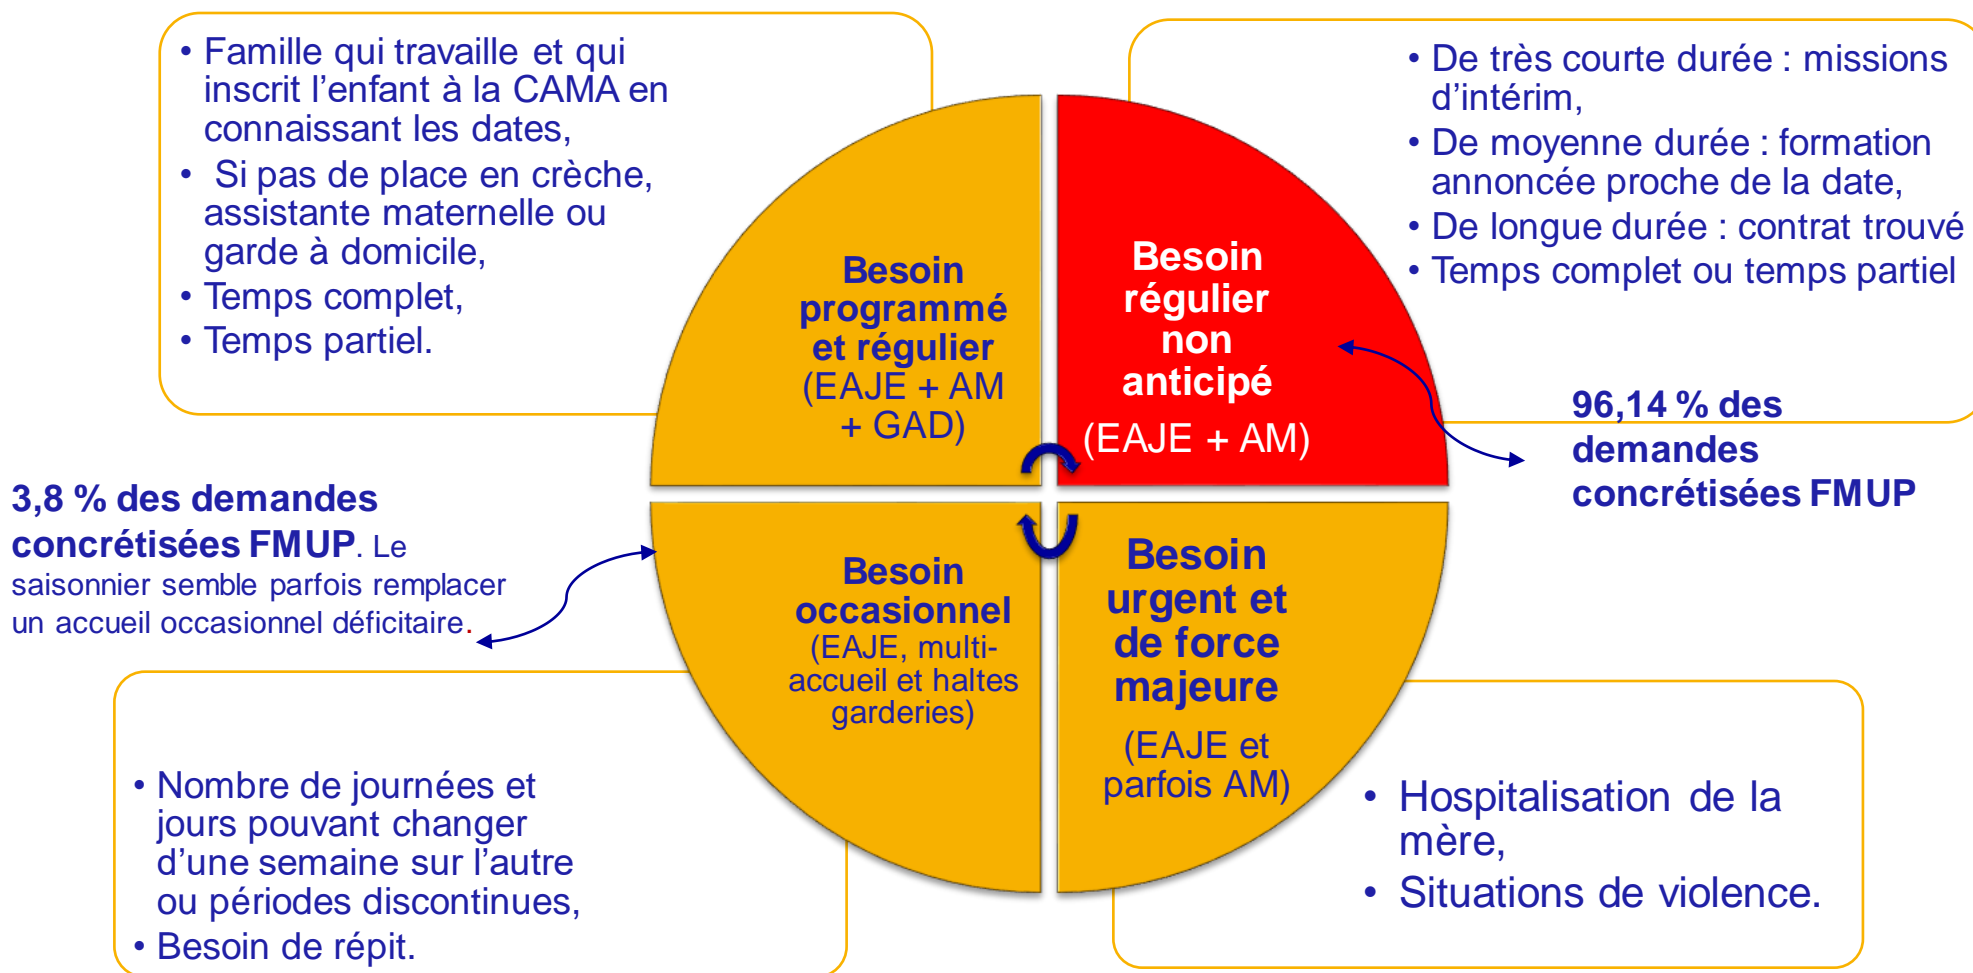 • Famille qui travaille et qui
inscrit l’enfant à la CAMA en
connaissant les dates,
• Si pas de place en crèche,
assistante maternelle ou
garde à domicile,
• Temps complet,
• Temps partiel.
• De très courte durée : missions
d’intérim,
• De moyenne durée : formation
annoncée proche de la date,
• De longue durée : contrat trouvé
• Temps complet ou temps partiel
Besoin
programmé
et régulier
(EAJE + AM
+ GAD)
Besoin
régulier
non
anticipé
(EAJE + AM)
96,14 % des
demandes
concrétisées FMUP
3,8 % des demandes
concrétisées FMUP. Le
saisonnier semble parfois remplacer
un accueil occasionnel déficitaire.
Besoin
occasionnel
(EAJE, multi-
accueil et haltes
garderies)
Besoin
urgent et
de force
majeure
(EAJE et
parfois AM)
• Nombre de journées et
jours pouvant changer
d’une semaine sur l’autre
ou périodes discontinues,
• Besoin de répit.
• Hospitalisation de la
mère,
• Situations de violence.